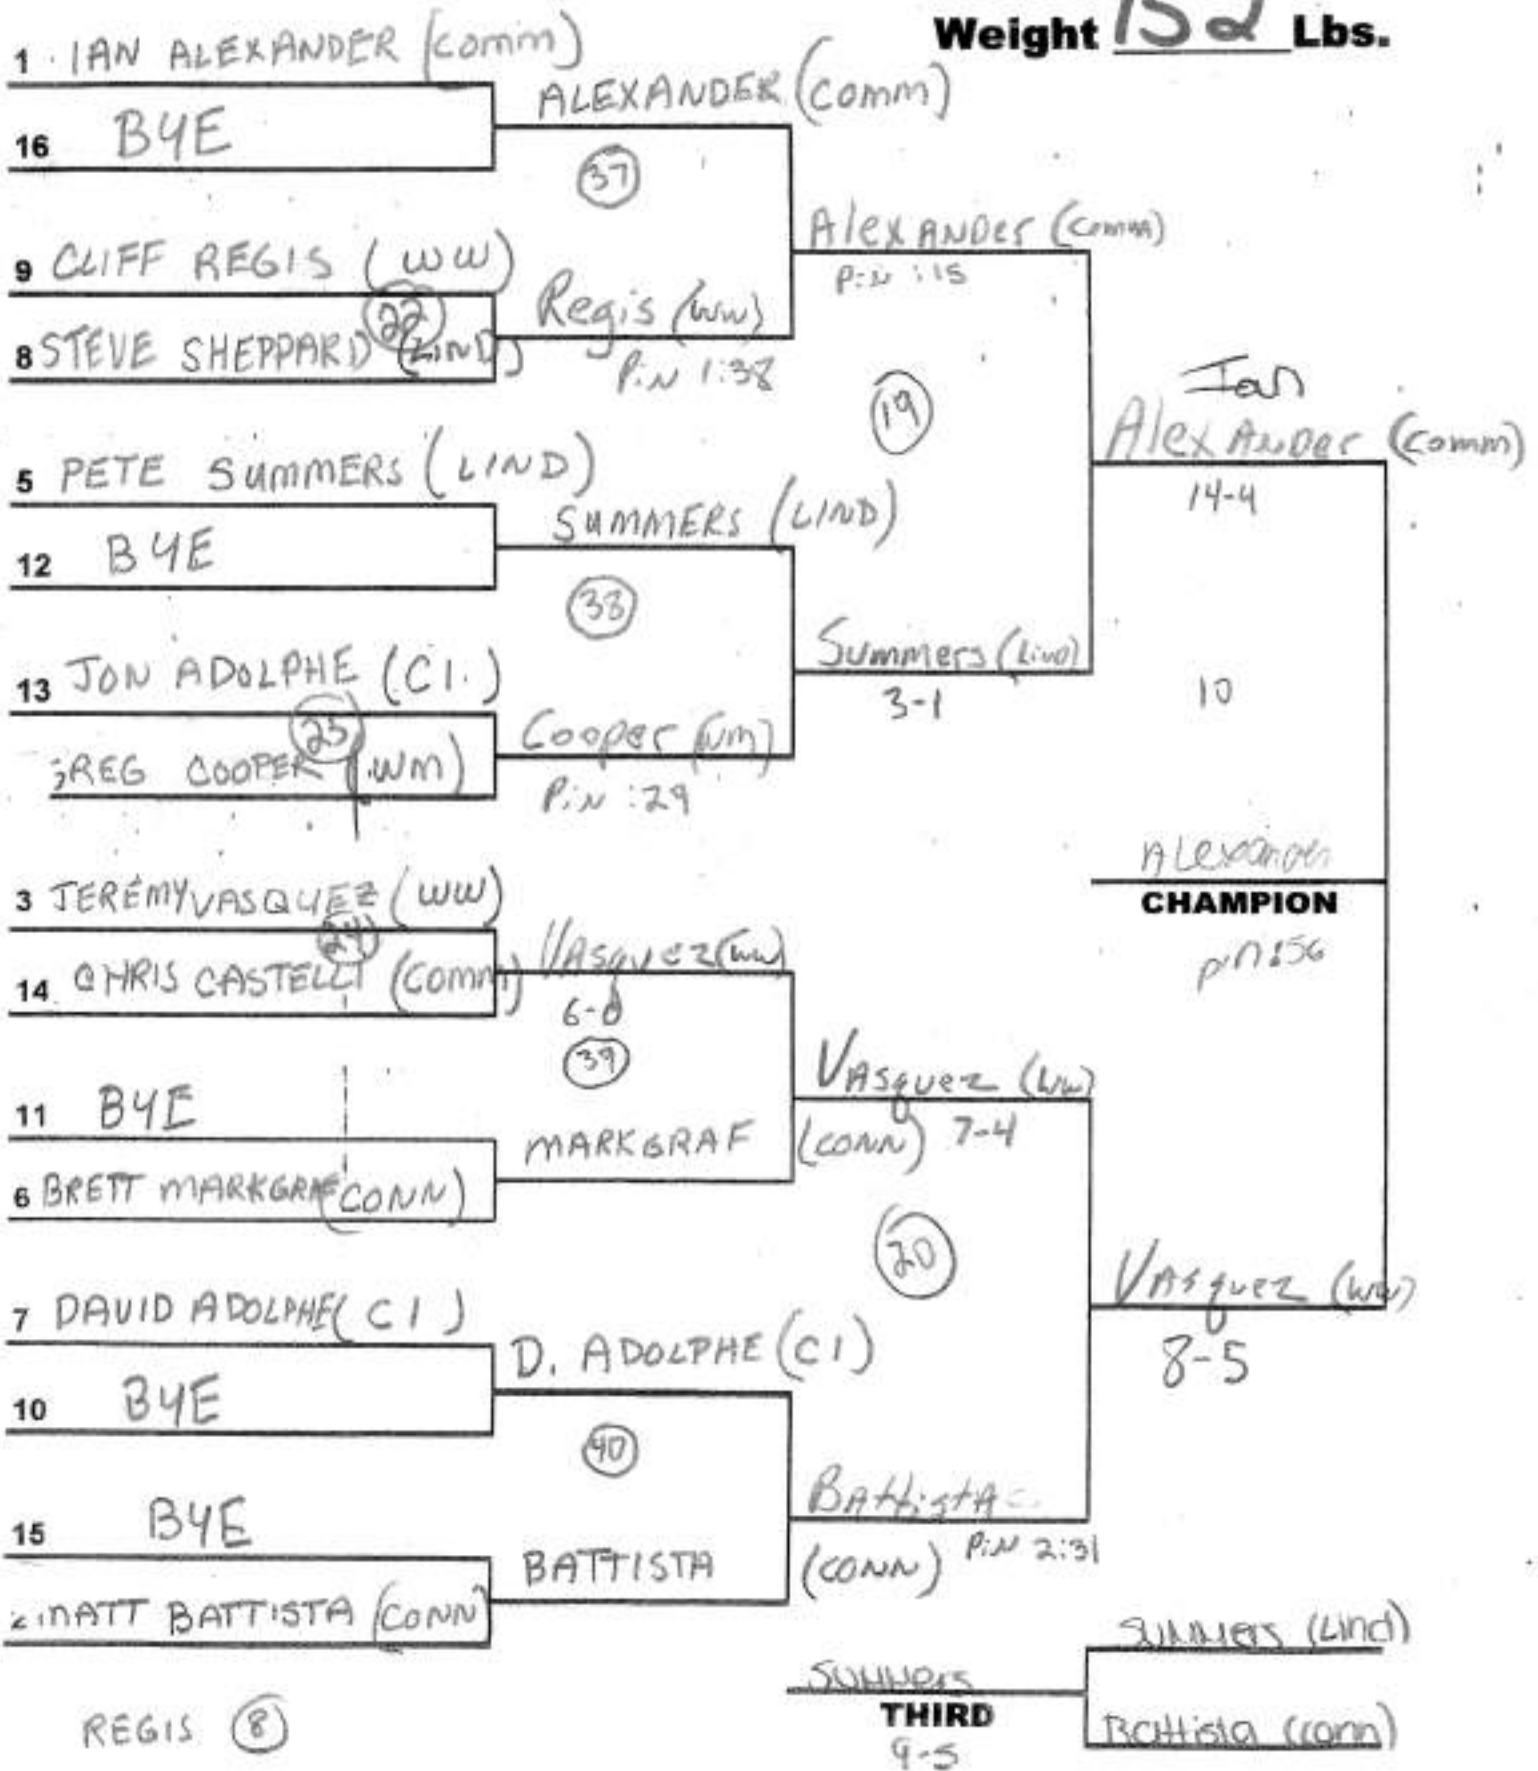 Weight 152 Lbs.
1 IAN ALEXANDER (COMM)
16 BYE
9 CLIFF REGIS (WW)
22
8 STEVE SHEPPARD (LIND)
5 PETE SUMMERS (LIND)
12 BYE
13 JON ADOLPHE (CI.)
23
REG COOPER (WM)
3 JEREMY VASQUEZ (WW)
24
14 CHRIS CASTELLI (COMM)
11 BYE
6 BRETT MARKGRAF (CONN)
7 DAVID ADOLPHE (CI)
10 BYE
15 BYE
MATT BATTISTA (CONN)
REGIS 8
ALEXANDER (COMM)
37
Regis (WW)
PiN 1:38
SUMMERS (LIND)
38
Cooper (WM)
PiN :29
VAsquez (WW)
6-0
39
MARKGRAF (CONN)
D. ADOLPHE (CI)
40
BATTISTA (CONN)
AlexANDer (Comm)
PiN :15
19
Summers (Lind)
3-1
VAsquez (WW)
7-4
20
BAttistA
PiN 2:31
Ian
AlexANDer (Comm)
14-4
10
VAsquez (WW)
8-5
ALexander
CHAMPION
pin :56
Summers (Lind)
Summers
THIRD
9-5
Battista (conn)